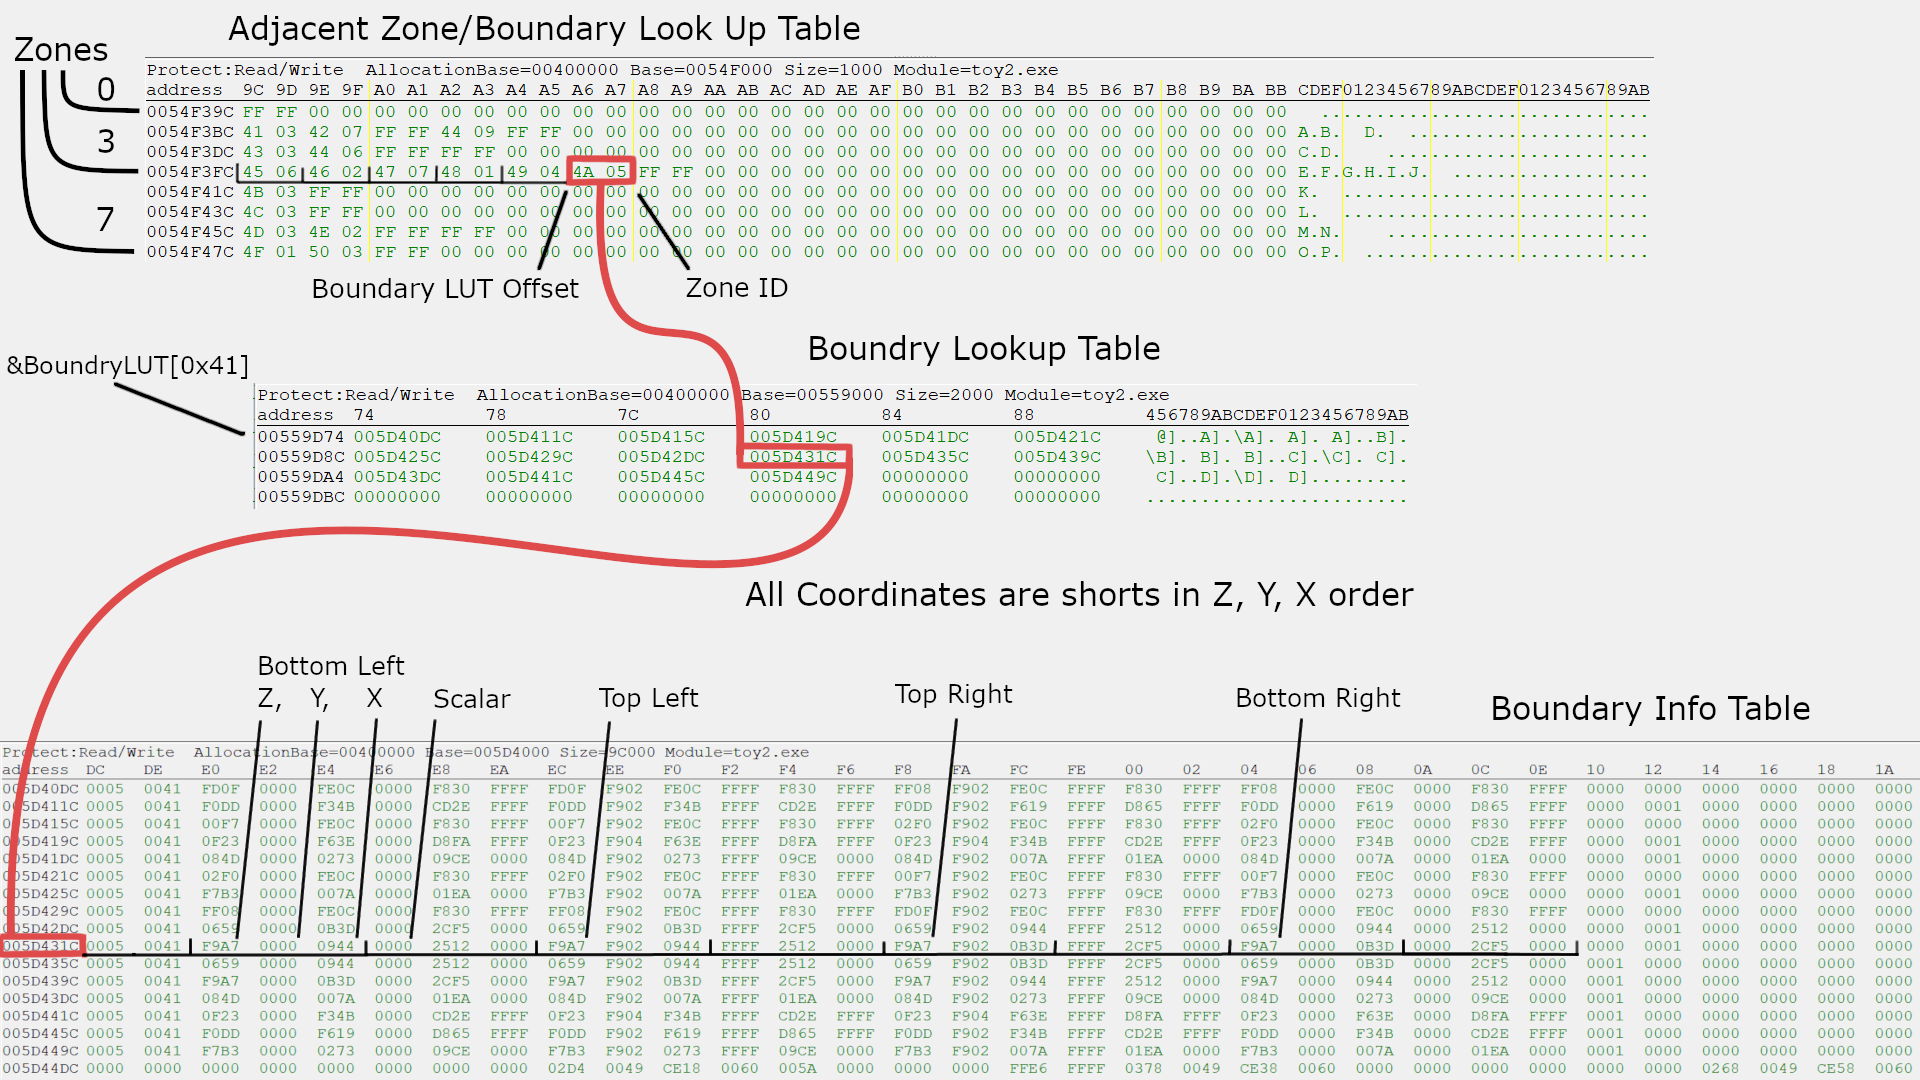 Adjacent Zone/Boundary Look Up Table
Zones
0
3
7
Protect:Read/Write  AllocationBase=00400000 Base=0054F000 Size=1000 Module=toy2.exe
address  9C 9D 9E 9F A0 A1 A2 A3 A4 A5 A6 A7 A8 A9 AA AB AC AD AE AF B0 B1 B2 B3 B4 B5 B6 B7 B8 B9 BA BB CDEF0123456789ABCDEF0123456789AB
0054F39C FF FF 00 00 00 00 00 00 00 00 00 00 00 00 00 00 00 00 00 00 00 00 00 00 00 00 00 00 00 00 00 00   ..............................
0054F3BC 41 03 42 07 FF FF 44 09 FF FF 00 00 00 00 00 00 00 00 00 00 00 00 00 00 00 00 00 00 00 00 00 00 A.B.  D.  ......................
0054F3DC 43 03 44 06 FF FF FF FF 00 00 00 00 00 00 00 00 00 00 00 00 00 00 00 00 00 00 00 00 00 00 00 00 C.D.    ........................
0054F3FC 45 06 46 02 47 07 48 01 49 04 4A 05 FF FF 00 00 00 00 00 00 00 00 00 00 00 00 00 00 00 00 00 00 E.F.G.H.I.J.  ..................
0054F41C 4B 03 FF FF 00 00 00 00 00 00 00 00 00 00 00 00 00 00 00 00 00 00 00 00 00 00 00 00 00 00 00 00 K.  ............................
0054F43C 4C 03 FF FF 00 00 00 00 00 00 00 00 00 00 00 00 00 00 00 00 00 00 00 00 00 00 00 00 00 00 00 00 L.  ............................
0054F45C 4D 03 4E 02 FF FF FF FF 00 00 00 00 00 00 00 00 00 00 00 00 00 00 00 00 00 00 00 00 00 00 00 00 M.N.    ........................
0054F47C 4F 01 50 03 FF FF 00 00 00 00 00 00 00 00 00 00 00 00 00 00 00 00 00 00 00 00 00 00 00 00 00 00 O.P.  ..........................
Boundary LUT Offset
Zone ID
Boundry Lookup Table
&BoundryLUT[0x41]
Protect:Read/Write  AllocationBase=00400000 Base=00559000 Size=2000 Module=toy2.exe
address  74 78 7C 80 84 88 456789ABCDEF0123456789AB
00559D74 005D40DC 005D411C 005D415C 005D419C 005D41DC 005D421C  @]..A].\A]. A]. A]..B].
00559D8C 005D425C 005D429C 005D42DC 005D431C 005D435C 005D439C \B]. B]. B]..C].\C]. C].
00559DA4 005D43DC 005D441C 005D445C 005D449C 00000000 00000000  C]..D].\D]. D].........
00559DBC 00000000 00000000 00000000 00000000 00000000 00000000 ........................
All Coordinates are shorts in Z, Y, X order
Bottom Left
Z, Y, X
Scalar
Top Left
Top Right
Bottom Right
Boundary Info Table
Protect:Read/Write  AllocationBase=00400000 Base=005D4000 Size=9C000 Module=toy2.exe
address DC DE E0 E2 E4 E6 E8 EA EC EE F0 F2 F4 F6 F8 FA FC FE 00 02 04 06 08 0A 0C 0E 10 12 14 16 18 1A
005D40DC 0005 0041 FD0F 0000 FE0C 0000 F830 FFFF FD0F F902 FE0C FFFF F830 FFFF FF08 F902 FE0C FFFF F830 FFFF FF08 0000 FE0C 0000 F830 FFFF 0000 0000 0000 0000 0000 0000
005D411C 0005 0041 F0DD 0000 F34B 0000 CD2E FFFF F0DD F902 F34B FFFF CD2E FFFF F0DD F902 F619 FFFF D865 FFFF F0DD 0000 F619 0000 D865 FFFF 0000 0001 0000 0000 0000 0000
005D415C 0005 0041 00F7 0000 FE0C 0000 F830 FFFF 00F7 F902 FE0C FFFF F830 FFFF 02F0 F902 FE0C FFFF F830 FFFF 02F0 0000 FE0C 0000 F830 FFFF 0000 0000 0000 0000 0000 0000
005D419C 0005 0041 0F23 0000 F63E 0000 D8FA FFFF 0F23 F904 F63E FFFF D8FA FFFF 0F23 F904 F34B FFFF CD2E FFFF 0F23 0000 F34B 0000 CD2E FFFF 0000 0001 0000 0000 0000 0000
005D41DC 0005 0041 084D 0000 0273 0000 09CE 0000 084D F902 0273 FFFF 09CE 0000 084D F902 007A FFFF 01EA 0000 084D 0000 007A 0000 01EA 0000 0000 0001 0000 0000 0000 0000
005D421C 0005 0041 02F0 0000 FE0C 0000 F830 FFFF 02F0 F902 FE0C FFFF F830 FFFF 00F7 F902 FE0C FFFF F830 FFFF 00F7 0000 FE0C 0000 F830 FFFF 0000 0000 0000 0000 0000 0000
005D425C 0005 0041 F7B3 0000 007A 0000 01EA 0000 F7B3 F902 007A FFFF 01EA 0000 F7B3 F902 0273 FFFF 09CE 0000 F7B3 0000 0273 0000 09CE 0000 0000 0001 0000 0000 0000 0000
005D429C 0005 0041 FF08 0000 FE0C 0000 F830 FFFF FF08 F902 FE0C FFFF F830 FFFF FD0F F902 FE0C FFFF F830 FFFF FD0F 0000 FE0C 0000 F830 FFFF 0000 0000 0000 0000 0000 0000
005D42DC 0005 0041 0659 0000 0B3D 0000 2CF5 0000 0659 F902 0B3D FFFF 2CF5 0000 0659 F902 0944 FFFF 2512 0000 0659 0000 0944 0000 2512 0000 0000 0001 0000 0000 0000 0000
005D431C 0005 0041 F9A7 0000 0944 0000 2512 0000 F9A7 F902 0944 FFFF 2512 0000 F9A7 F902 0B3D FFFF 2CF5 0000 F9A7 0000 0B3D 0000 2CF5 0000 0000 0001 0000 0000 0000 0000
005D435C 0005 0041 0659 0000 0944 0000 2512 0000 0659 F902 0944 FFFF 2512 0000 0659 F902 0B3D FFFF 2CF5 0000 0659 0000 0B3D 0000 2CF5 0000 0001 0000 0000 0000 0000 0000
005D439C 0005 0041 F9A7 0000 0B3D 0000 2CF5 0000 F9A7 F902 0B3D FFFF 2CF5 0000 F9A7 F902 0944 FFFF 2512 0000 F9A7 0000 0944 0000 2512 0000 0001 0000 0000 0000 0000 0000
005D43DC 0005 0041 084D 0000 007A 0000 01EA 0000 084D F902 007A FFFF 01EA 0000 084D F902 0273 FFFF 09CE 0000 084D 0000 0273 0000 09CE 0000 0001 0000 0000 0000 0000 0000
005D441C 0005 0041 0F23 0000 F34B 0000 CD2E FFFF 0F23 F904 F34B FFFF CD2E FFFF 0F23 F904 F63E FFFF D8FA FFFF 0F23 0000 F63E 0000 D8FA FFFF 0001 0000 0000 0000 0000 0000
005D445C 0005 0041 F0DD 0000 F619 0000 D865 FFFF F0DD F902 F619 FFFF D865 FFFF F0DD F902 F34B FFFF CD2E FFFF F0DD 0000 F34B 0000 CD2E FFFF 0001 0000 0000 0000 0000 0000
005D449C 0005 0041 F7B3 0000 0273 0000 09CE 0000 F7B3 F902 0273 FFFF 09CE 0000 F7B3 F902 007A FFFF 01EA 0000 F7B3 0000 007A 0000 01EA 0000 0001 0000 0000 0000 0000 0000
005D44DC 0000 0000 0000 0000 0000 0000 0000 0000 02D4 0049 CE18 0060 005A 0000 0000 0000 FFE6 0000 0378 0049 CE38 0060 0000 0000 0000 0000 0000 0000 0268 0049 CE58 0060